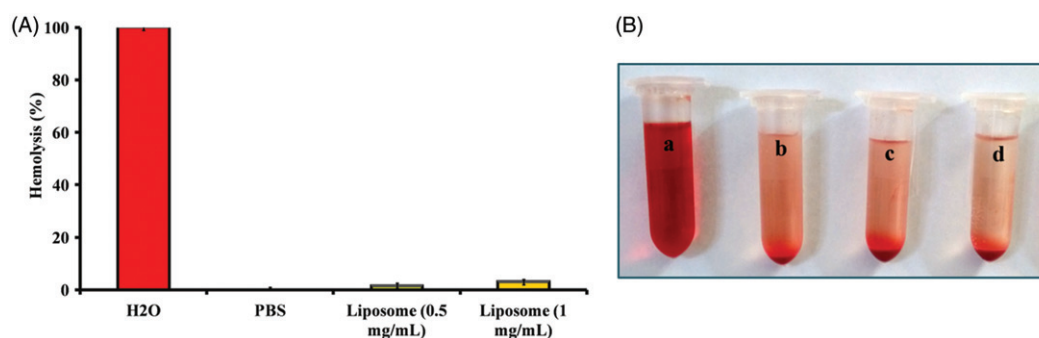 (A)
100
80
60
40
20
0
Hemolysis (%)
H2O
PBS
Liposome (0.5
mg/mL)
Liposome (1
mg/mL)
(B)
a
b
c
d